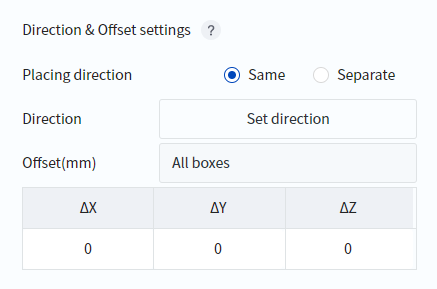 Direction & Offset settings ?
Placing direction Same Separate
Direction Set direction
Offset(mm) All boxes
ΔX ΔY ΔZ
0 0 0